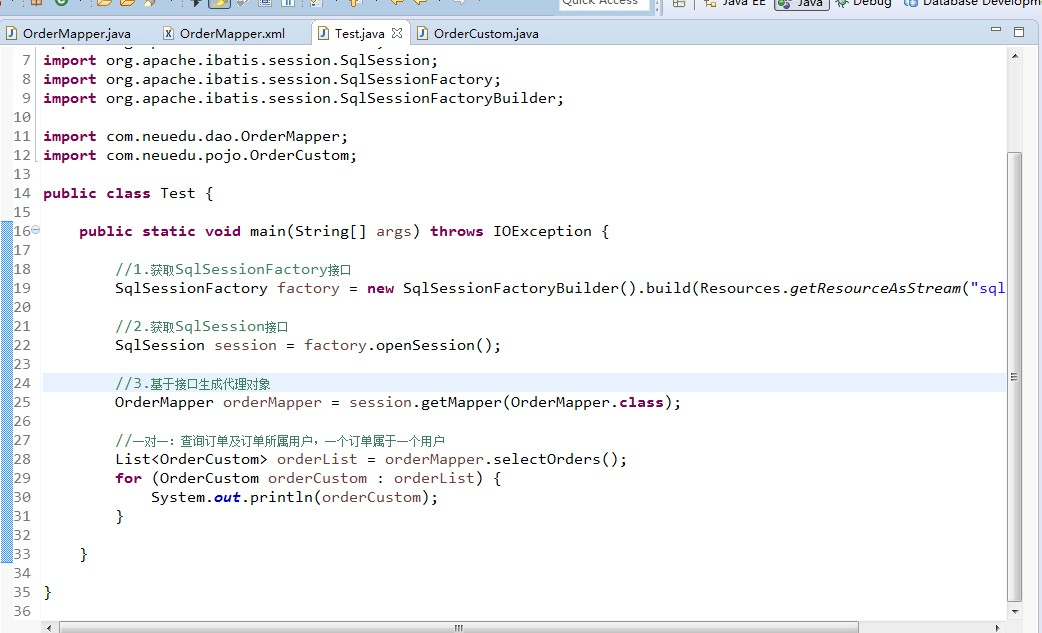 Quick Access
Java EE
Java
Debug
Database Developm
OrderMapper.java
OrderMapper.xml
Test.java
OrderCustom.java
7 import org.apache.ibatis.session.SqlSession;
8 import org.apache.ibatis.session.SqlSessionFactory;
9 import org.apache.ibatis.session.SqlSessionFactoryBuilder;
10
11 import com.neuedu.dao.OrderMapper;
12 import com.neuedu.pojo.OrderCustom;
13
14 public class Test {
15
16 public static void main(String[] args) throws IOException {
17
18 //1.获取SqlSessionFactory接口
19 SqlSessionFactory factory = new SqlSessionFactoryBuilder().build(Resources.getResourceAsStream("sql
20
21 //2.获取SqlSession接口
22 SqlSession session = factory.openSession();
23
24 //3.基于接口生成代理对象
25 OrderMapper orderMapper = session.getMapper(OrderMapper.class);
26
27 //一对一：查询订单及订单所属用户，一个订单属于一个用户
28 List<OrderCustom> orderList = orderMapper.selectOrders();
29 for (OrderCustom orderCustom : orderList) {
30 System.out.println(orderCustom);
31 }
32
33 }
34
35 }
36